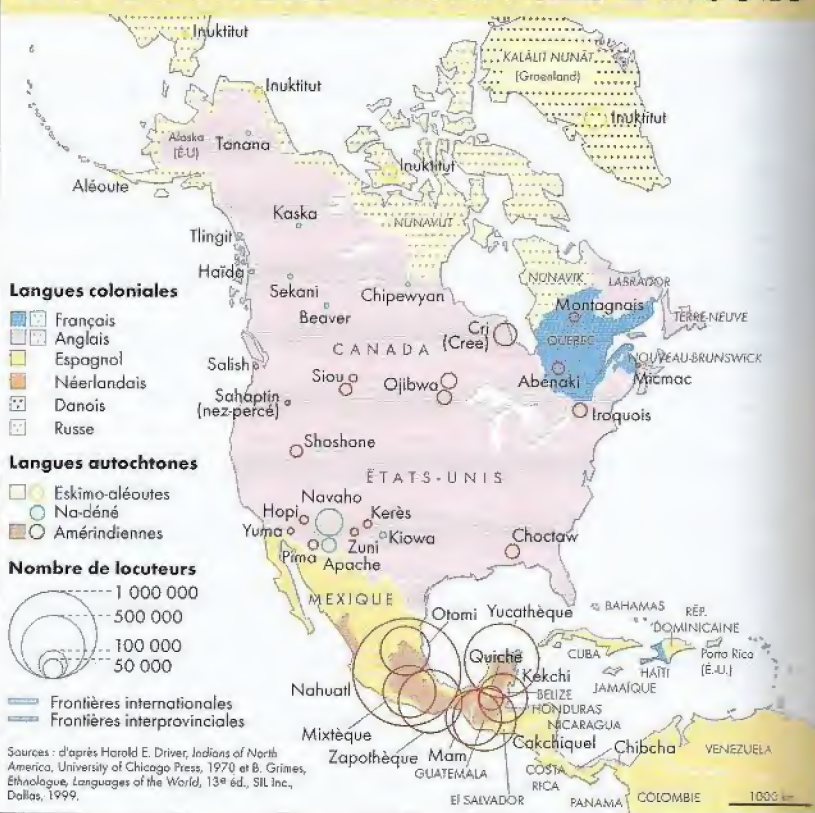 Inuktitut
KALÂLIT NUNÂT
(Groenland)
Inuktitut
Inuktitut
Alaska
(É-U)
Tanana
Inuktitut
Aléoute
Kaska
NUNAVUT
Tlingit
Haïda
Sekani
Chipewyan
Beaver
NUNAVIK
LABRADOR
Montagnais
TERRE-NEUVE
QUÉBEC
Cri
(Cree)
CANADA
NOUVEAU-BRUNSWICK
Salish
Siou
Ojibwa
Abénaki
Micmac
Sahaptin
(nez-percé)
Iroquois
Shoshone
ÉTATS-UNIS
Navaho
Hopi
Kerès
Yuma
Zuni
Kiowa
Choctaw
Pima
Apache
MEXIQUE
Otomi
Yucathèque
BAHAMAS
RÉP.
DOMINICAINE
Quiché
CUBA
Porto Rico
(É.-U.)
Kékchi
HAÏTI
Nahuatl
BELIZE
JAMAÏQUE
HONDURAS
NICARAGUA
Mixtèque
Cakchiquel
Chibcha
VENEZUELA
Zapothèque
Mam
GUATEMALA
COSTA
RICA
El SALVADOR
PANAMA
COLOMBIE
1000 km
Langues coloniales
Français
Anglais
Espagnol
Néerlandais
Danois
Russe
Langues autochtones
Eskimo-aléoutes
Na-déné
Amérindiennes
Nombre de locuteurs
1 000 000
500 000
100 000
50 000
Frontières internationales
Frontières interprovinciales
Sources : d'après Harold E. Driver, Indians of North
America, University of Chicago Press, 1970 et B. Grimes,
Ethnologue, Languages of the World, 13e éd., SIL Inc.,
Dallas, 1999.